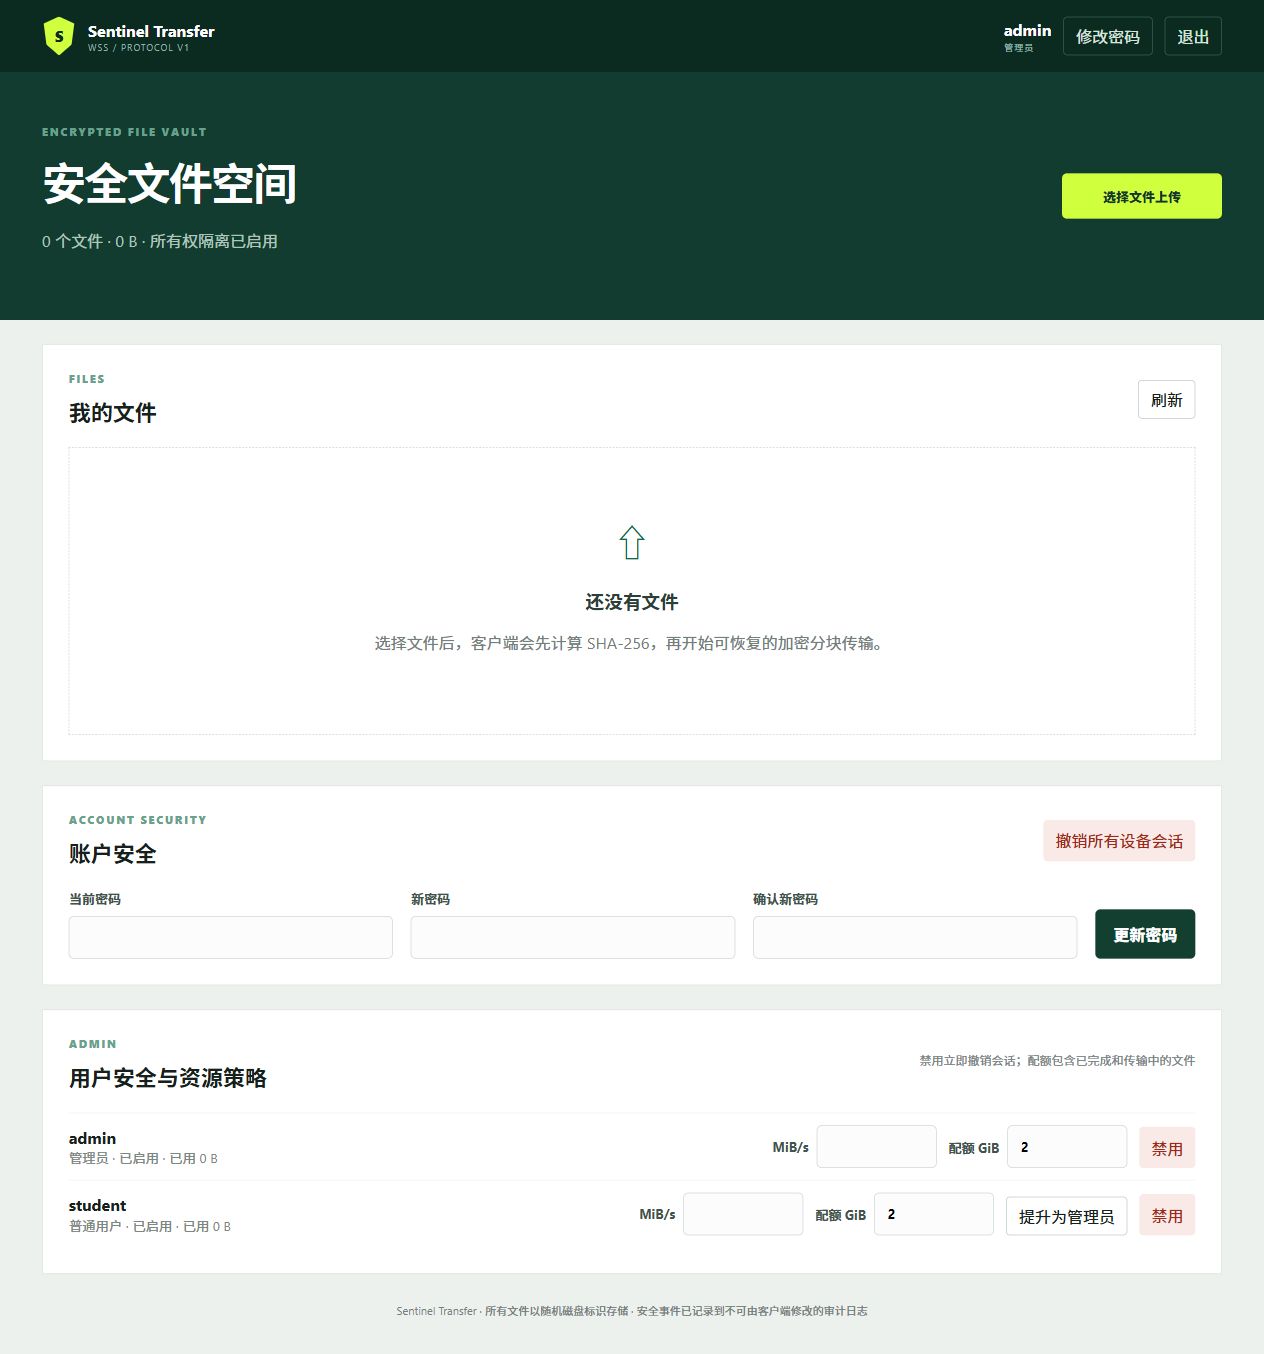 S
Sentinel Transfer
WSS / PROTOCOL V1
admin
管理员
修改密码
退出
ENCRYPTED FILE VAULT
安全文件空间
0 个文件 · 0 B · 所有权隔离已启用
选择文件上传
FILES
我的文件
刷新
还没有文件
选择文件后，客户端会先计算 SHA-256，再开始可恢复的加密分块传输。
ACCOUNT SECURITY
账户安全
撤销所有设备会话
当前密码
新密码
确认新密码
更新密码
ADMIN
用户安全与资源策略
禁用立即撤销会话；配额包含已完成和传输中的文件
admin
管理员 · 已启用 · 已用 0 B
MiB/s
配额 GiB
2
禁用
student
普通用户 · 已启用 · 已用 0 B
MiB/s
配额 GiB
2
提升为管理员
禁用
Sentinel Transfer · 所有文件以随机磁盘标识存储 · 安全事件已记录到不可由客户端修改的审计日志